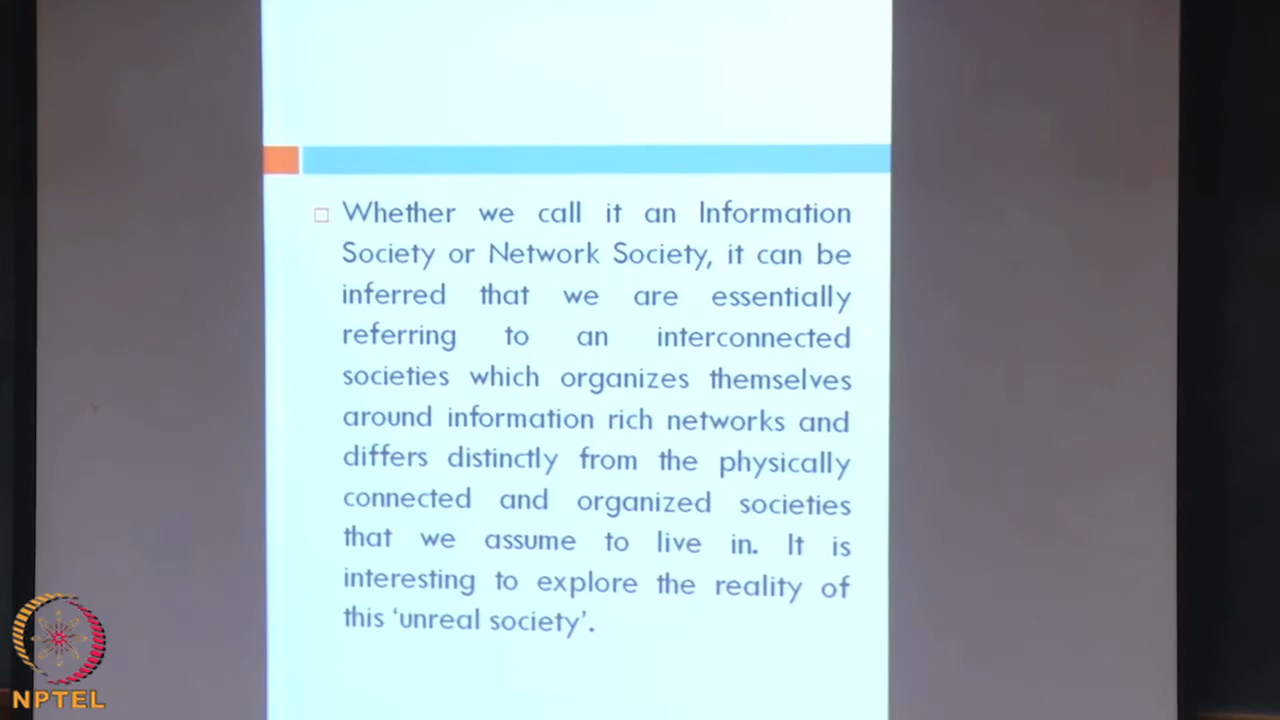 Whether we call it an Information
Society or Network Society, it can be
inferred that we are essentially
referring to an interconnected
societies which organizes themselves
around information rich networks and
differs distinctly from the physically
connected and organized societies
that we assume to live in. It is
interesting to explore the reality of
this ‘unreal society’.
NPTEL